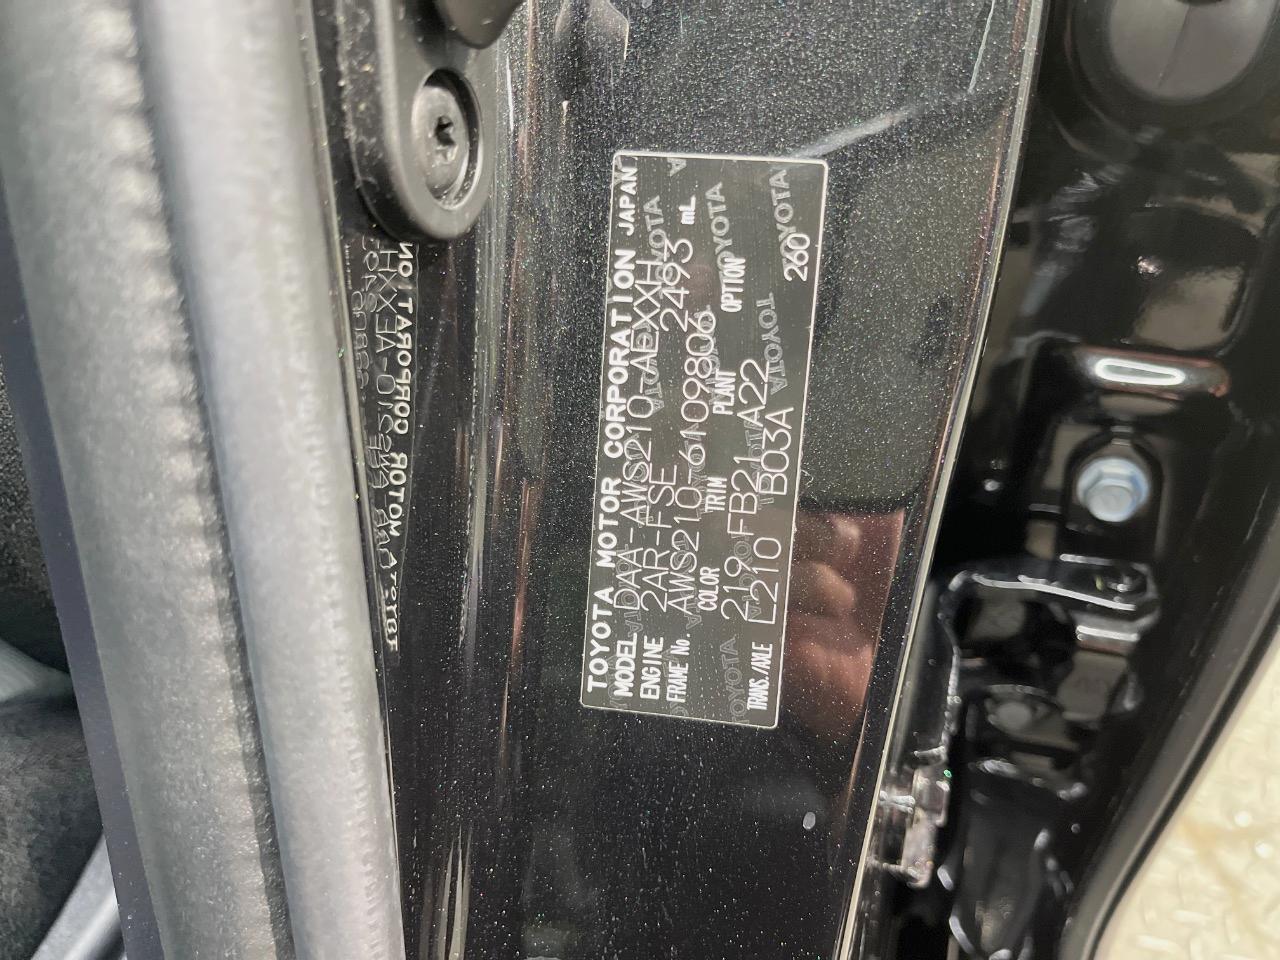 TOYOTA MOTOR CORPORATION JAPAN
MODEL DAA-AWS210-AEXXH
ENGINE 2AR-FSE 2493 mL
FRAME No. AWS210-6109806
COLOR TRIM PLANT OPTION
219 FB21 A22
TRANS./AXLE L210 B03A 260